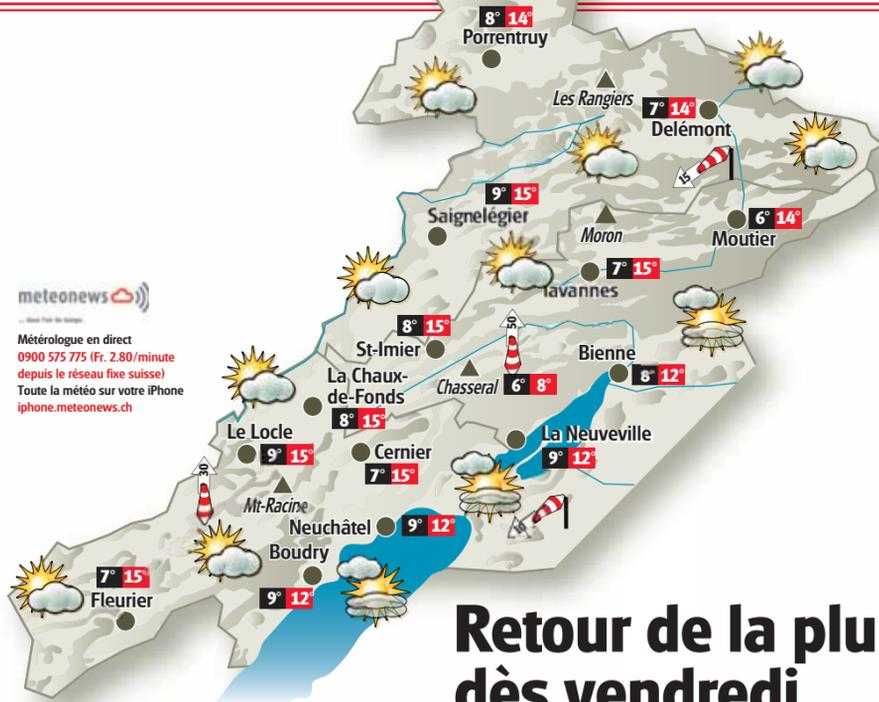 8° 14°
Porrentruy
Les Rangiers
7° 14°
Delémont
15
9° 15°
Saignelégier
Moron
6° 14°
Moutier
7° 15°
Tavannes
meteonews
Météorologue en direct
0900 575 775 (Fr. 2.80/minute
depuis le réseau fixe suisse)
Toute la météo sur votre iPhone
iphone.meteonews.ch
8° 15°
St-Imier
50
Bienne
8° 12°
Chasseral
6° 8°
La Chaux-
de-Fonds
8° 15°
Le Locle
9° 15°
Cernier
7° 15°
La Neuveville
9° 12°
30
Mt-Racine
Neuchâtel
9° 12°
10
Boudry
9° 12°
7° 15°
Fleurier
Retour de la plu
dès vendredi